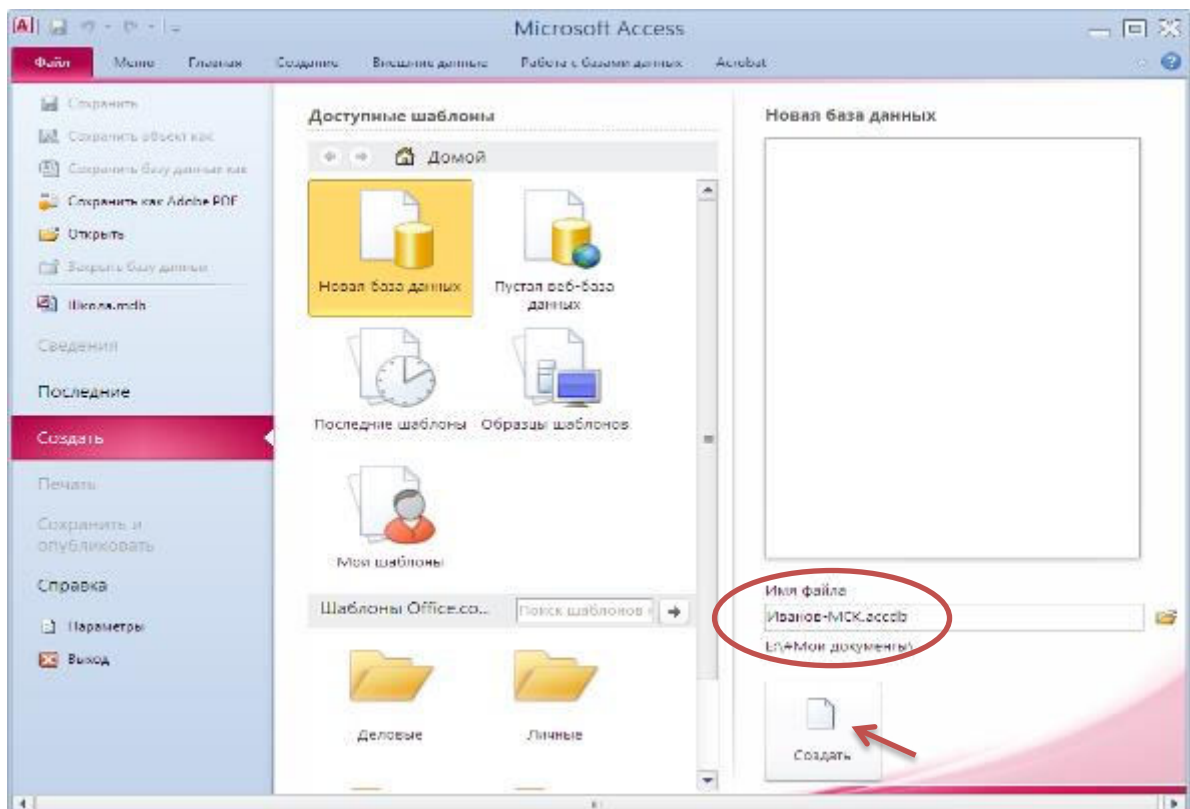 Microsoft Access
Файл Меню Главная Создание Внешние данные Работа с базами данных Acrobat
Сохранить
Сохранить объект как
Сохранить базу данных как
Сохранить как Adobe PDF
Открыть
Закрыть базу данных
Школа.mdb
Сведения
Последние
Создать
Печать
Сохранить и
опубликовать
Справка
Параметры
Выход
Доступные шаблоны
Домой
Новая база данных
Пустая веб-база
данных
Последние шаблоны
Образцы шаблонов
Мои шаблоны
Шаблоны Office.co...
Поиск шаблонов
Деловые
Личные
Новая база данных
Имя файла
Иванов-МСК.accdb
E:\#Мои документы\
Создать